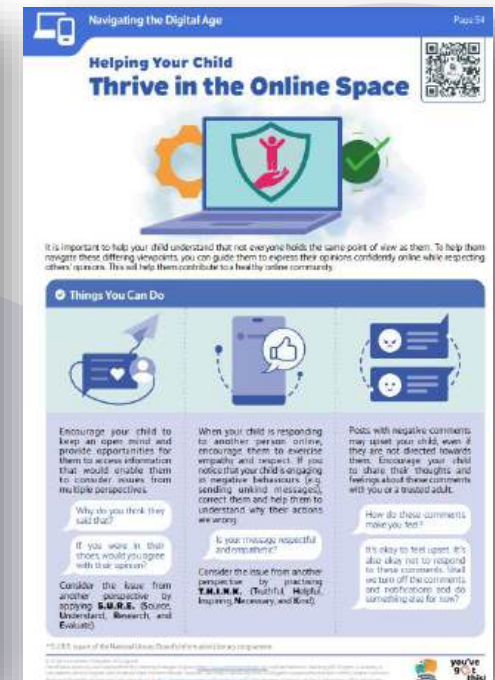 Navigating the Digital Age
Page 54
Helping Your Child
Thrive in the Online Space
It is important to help your child understand that not everyone holds the same point of view as them. To help them
navigate these differing viewpoints, you can guide them to express their opinions confidently online while respecting
others' opinions. This will help them contribute to a healthy online community.
Things You Can Do
Encourage your child to
keep an open mind and
provide opportunities for
them to access information
that would enable them
to consider issues from
multiple perspectives.
Why do you think they
said that?
If you were in their
shoes, would you agree
with their opinion?
Consider the issue from
another perspective by
applying S.U.R.E. (Source,
Understand, Research, and
Evaluate).
When your child is responding
to another person online,
encourage them to exercise
empathy and respect. If you
notice that your child is engaging
in negative behaviours (e.g.
sending unkind messages),
correct them and help them to
understand why their actions
are wrong.
Is your message respectful
and empathetic?
Consider the issue from another
perspective by practising
T.H.I.N.K. (Truthful, Helpful,
Inspiring, Necessary, and Kind).
Posts with negative comments
may upset your child, even if
they are not directed towards
them. Encourage your child
to share their thoughts and
feelings about these comments
with you or a trusted adult.
How do these comments
make you feel?
It's okay to feel upset. It's
also okay not to respond
to these comments. Shall
we turn off the comments
and notifications and do
something else for now?
you've
got
this!